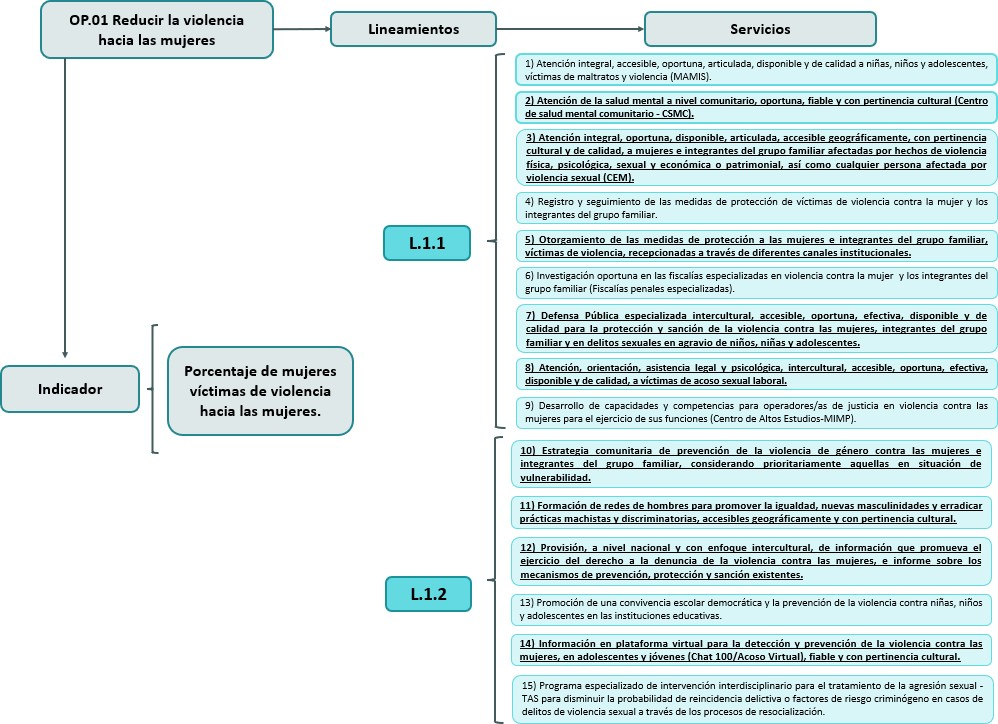 OP.01 Reducir la violencia
hacia las mujeres
Lineamientos
Servicios
1) Atención integral, accesible, oportuna, articulada, disponible y de calidad a niñas, niños y adolescentes,
víctimas de maltratos y violencia (MAMIS).
2) Atención de la salud mental a nivel comunitario, oportuna, fiable y con pertinencia cultural (Centro
de salud mental comunitario - CSMC).
3) Atención integral, oportuna, disponible, articulada, accesible geográficamente, con pertinencia
cultural y de calidad, a mujeres e integrantes del grupo familiar afectadas por hechos de violencia
física, psicológica, sexual y económica o patrimonial, así como cualquier persona afectada por
violencia sexual (CEM).
4) Registro y seguimiento de las medidas de protección de víctimas de violencia contra la mujer y los
integrantes del grupo familiar.
L.1.1
5) Otorgamiento de las medidas de protección a las mujeres e integrantes del grupo familiar,
víctimas de violencia, recepcionadas a través de diferentes canales institucionales.
6) Investigación oportuna en las fiscalías especializadas en violencia contra la mujer y los integrantes del
grupo familiar (Fiscalías penales especializadas).
7) Defensa Pública especializada intercultural, accesible, oportuna, efectiva, disponible y de
calidad para la protección y sanción de la violencia contra las mujeres, integrantes del grupo
familiar y en delitos sexuales en agravio de niños, niñas y adolescentes.
8) Atención, orientación, asistencia legal y psicológica, intercultural, accesible, oportuna, efectiva,
disponible y de calidad, a víctimas de acoso sexual laboral.
9) Desarrollo de capacidades y competencias para operadores/as de justicia en violencia contra las
mujeres para el ejercicio de sus funciones (Centro de Altos Estudios-MIMP).
Indicador
Porcentaje de mujeres
víctimas de violencia
hacia las mujeres.
10) Estrategia comunitaria de prevención de la violencia de género contra las mujeres e
integrantes del grupo familiar, considerando prioritariamente aquellas en situación de
vulnerabilidad.
11) Formación de redes de hombres para promover la igualdad, nuevas masculinidades y erradicar
prácticas machistas y discriminatorias, accesibles geográficamente y con pertinencia cultural.
12) Provisión, a nivel nacional y con enfoque intercultural, de información que promueva el
ejercicio del derecho a la denuncia de la violencia contra las mujeres, e informe sobre los
mecanismos de prevención, protección y sanción existentes.
L.1.2
13) Promoción de una convivencia escolar democrática y la prevención de la violencia contra niñas, niños
y adolescentes en las instituciones educativas.
14) Información en plataforma virtual para la detección y prevención de la violencia contra las
mujeres, en adolescentes y jóvenes (Chat 100/Acoso Virtual), fiable y con pertinencia cultural.
15) Programa especializado de intervención interdisciplinario para el tratamiento de la agresión sexual -
TAS para disminuir la probabilidad de reincidencia delictiva o factores de riesgo criminógeno en casos de
delitos de violencia sexual a través de los procesos de resocialización.